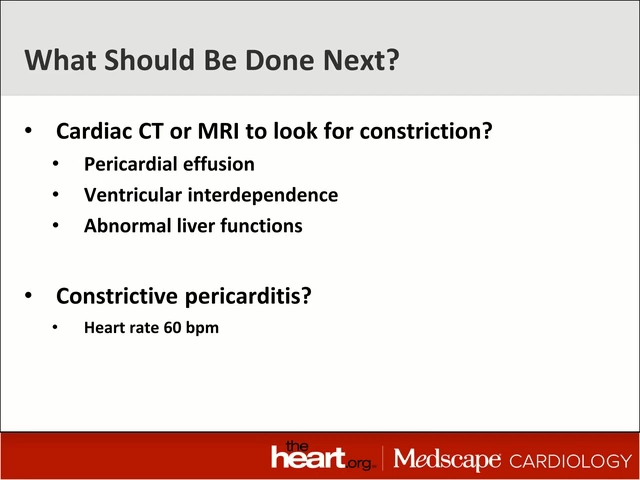 What Should Be Done Next?
• Cardiac CT or MRI to look for constriction?
• Pericardial effusion
• Ventricular interdependence
• Abnormal liver functions
• Constrictive pericarditis?
• Heart rate 60 bpm
the
heart.org | Medscape CARDIOLOGY